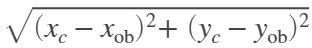 √(x_c − x_ob)²+ (y_c − y_ob)²